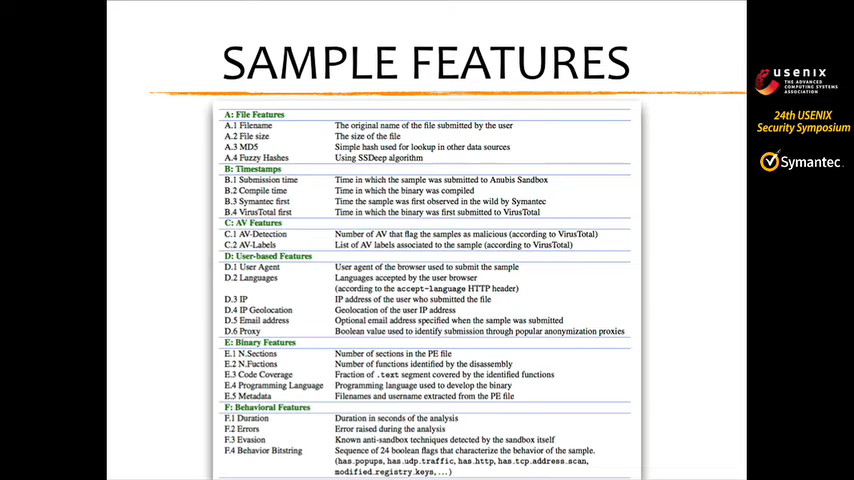 SAMPLE FEATURES
A: File Features
A.1 Filename The original name of the file submitted by the user
A.2 File size The size of the file
A.3 MD5 Simple hash used for lookup in other data sources
A.4 Fuzzy Hashes Using SSDeep algorithm
B: Timestamps
B.1 Submission time Time in which the sample was submitted to Anubis Sandbox
B.2 Compile time Time in which the binary was compiled
B.3 Symantec first Time the sample was first observed in the wild by Symantec
B.4 VirusTotal first Time in which the binary was first submitted to VirusTotal
C: AV Features
C.1 AV-Detection Number of AV that flag the samples as malicious (according to VirusTotal)
C.2 AV-Labels List of AV labels associated to the sample (according to VirusTotal)
D: User-based Features
D.1 User Agent User agent of the browser used to submit the sample
D.2 Languages Languages accepted by the user browser
(according to the accept-language HTTP header)
D.3 IP IP address of the user who submitted the file
D.4 IP Geolocation Geolocation of the user IP address
D.5 Email address Optional email address specified when the sample was submitted
D.6 Proxy Boolean value used to identify submission through popular anonymization proxies
E: Binary Features
E.1 N.Sections Number of sections in the PE file
E.2 N.Fuctions Number of functions identified by the disassembly
E.3 Code Coverage Fraction of .text segment covered by the identified functions
E.4 Programming Language Programming language used to develop the binary
E.5 Metadata Filenames and username extracted from the PE file
F: Behavioral Features
F.1 Duration Duration in seconds of the analysis
F.2 Errors Error raised during the analysis
F.3 Evasion Known anti-sandbox techniques detected by the sandbox itself
F.4 Behavior Bitstring Sequence of 24 boolean flags that characterize the behavior of the sample.
(has_popups, has_udp_traffic, has_http, has_tcp_address_scan,
modified_registry_keys, ...)
usenix
THE ADVANCED
COMPUTING SYSTEMS
ASSOCIATION
24th USENIX
Security Symposium
Symantec.